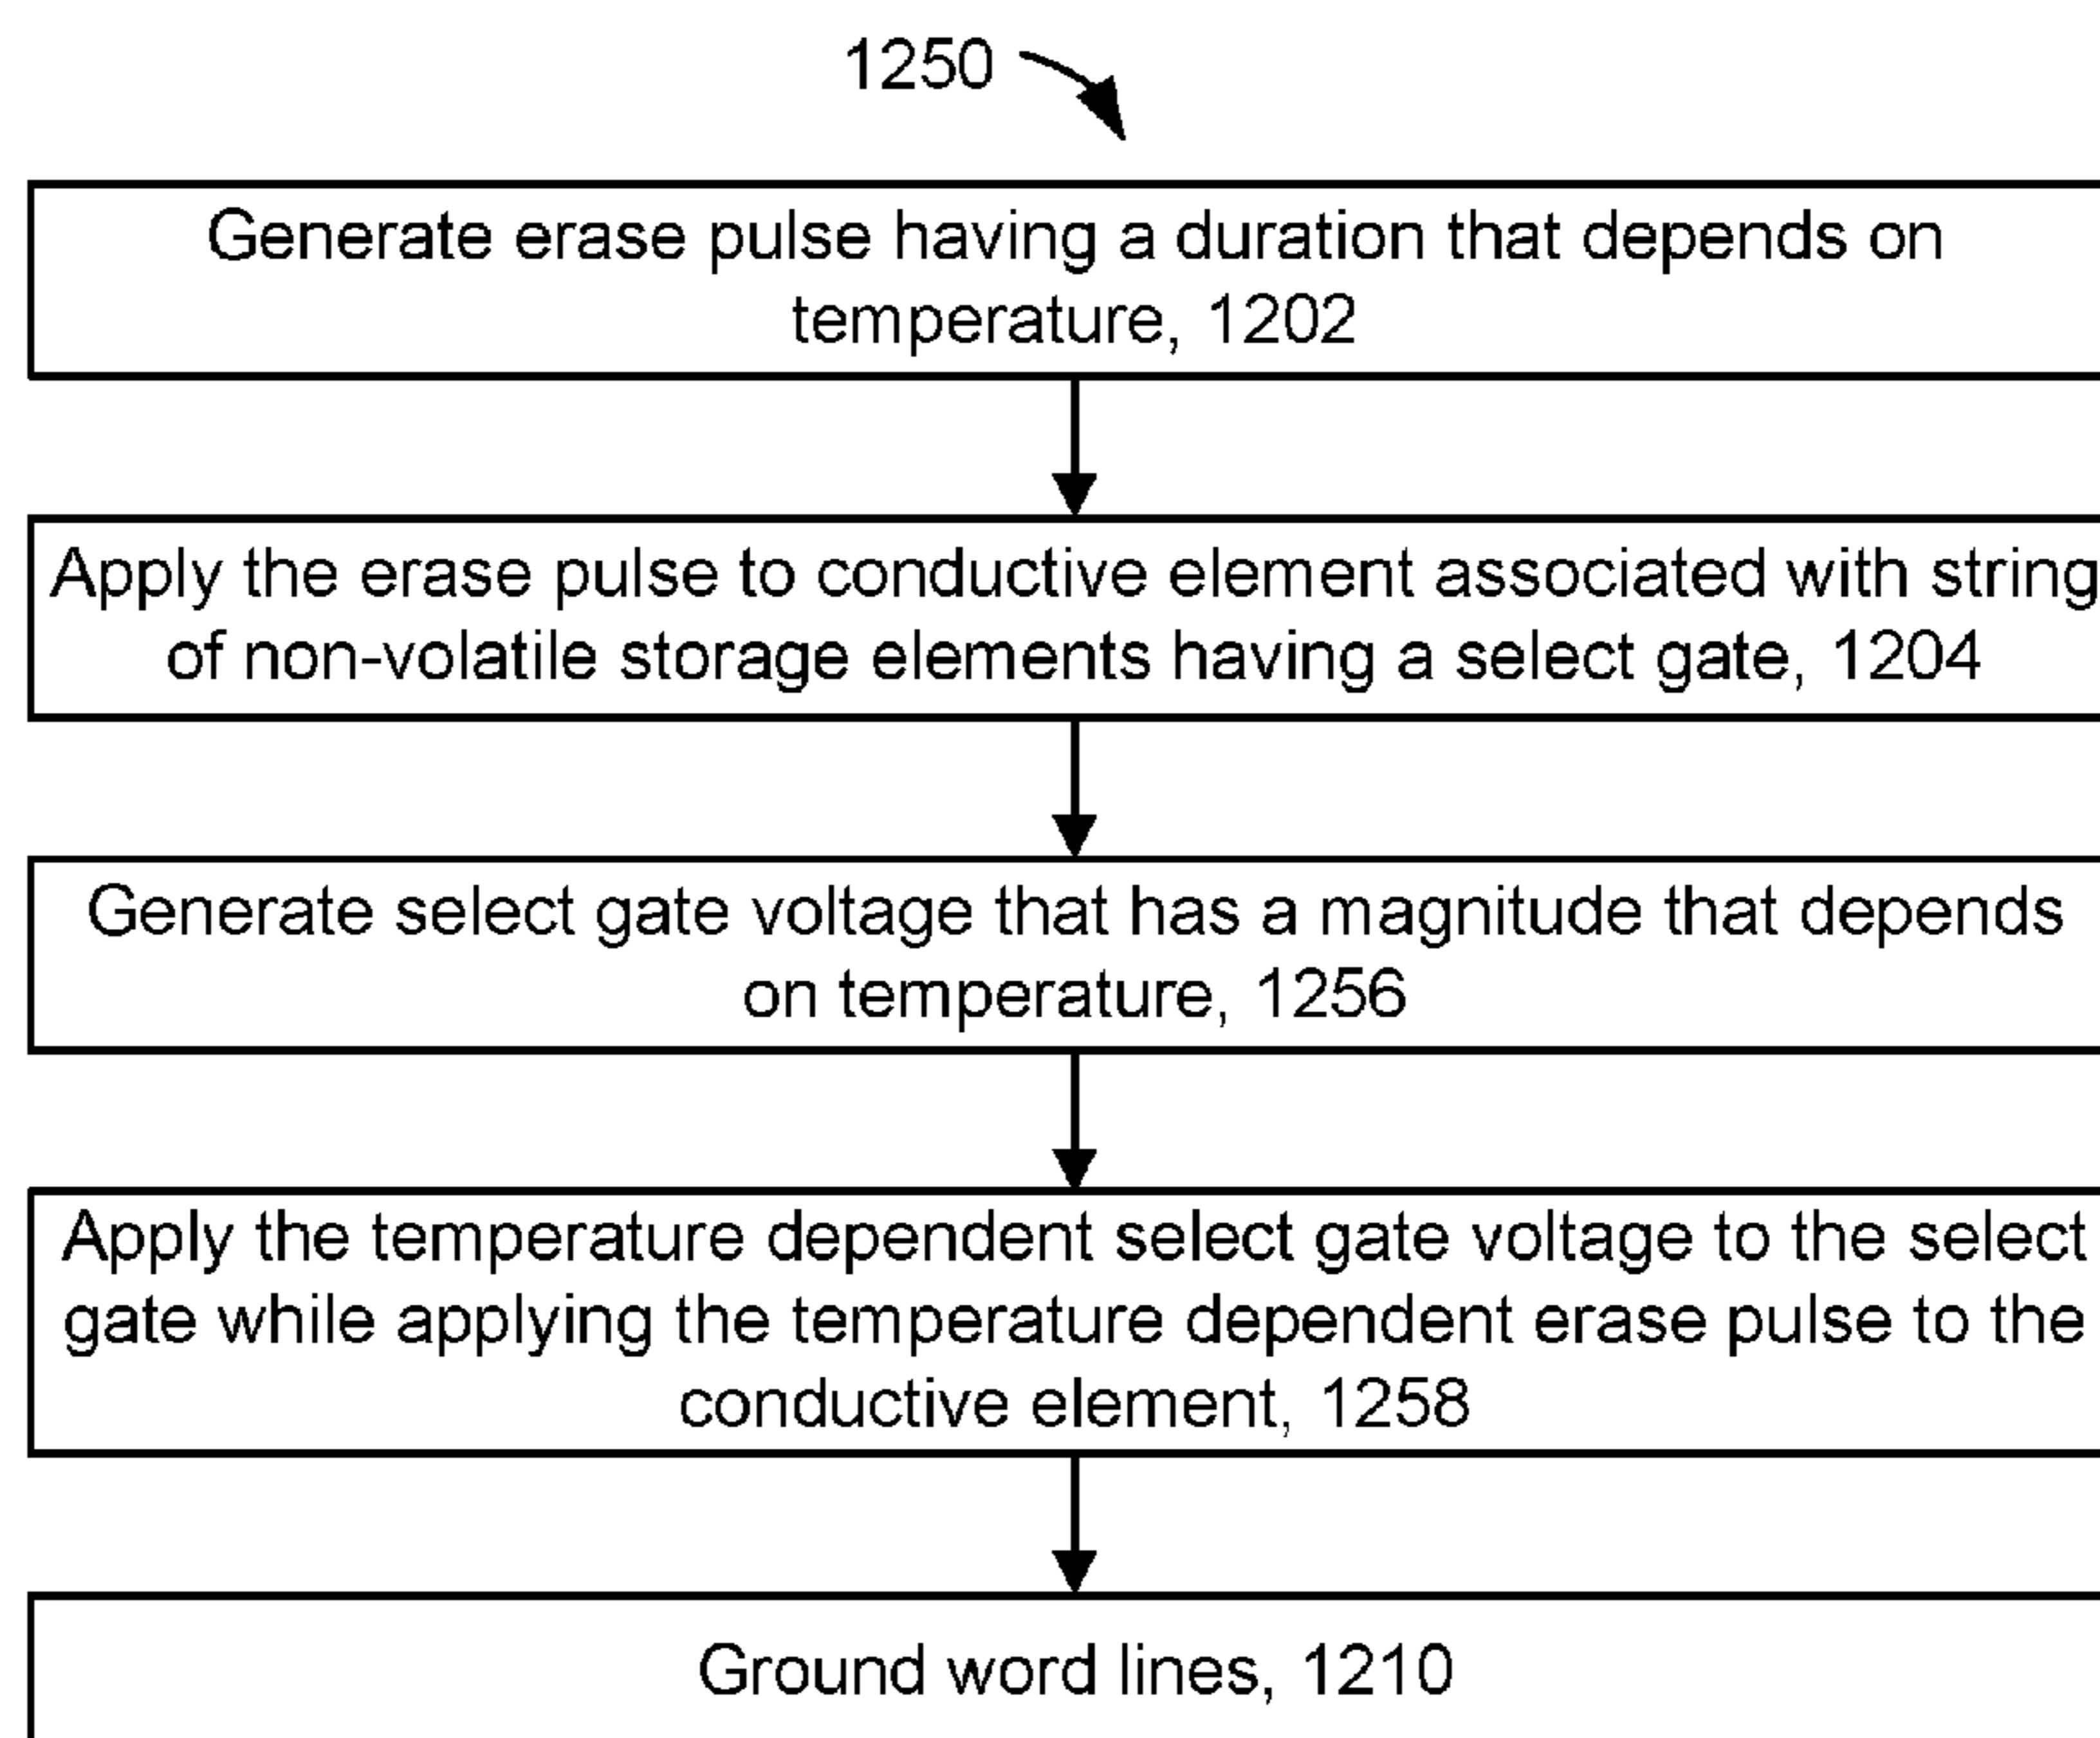 1250
Generate erase pulse having a duration that depends on
temperature, 1202
Apply the erase pulse to conductive element associated with string
of non-volatile storage elements having a select gate, 1204
Generate select gate voltage that has a magnitude that depends
on temperature, 1256
Apply the temperature dependent select gate voltage to the select
gate while applying the temperature dependent erase pulse to the
conductive element, 1258
Ground word lines, 1210